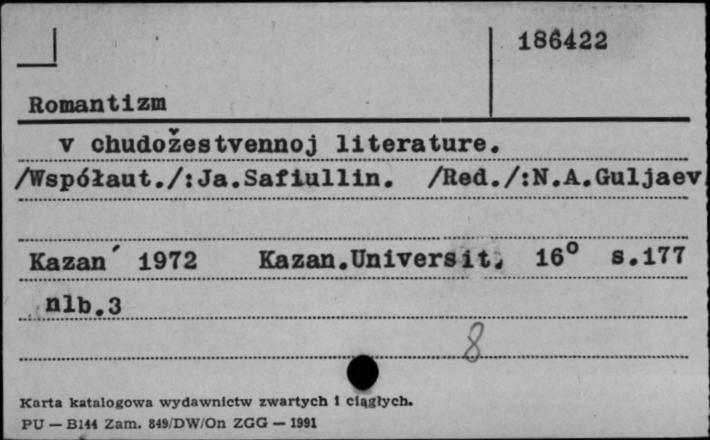 186422
Romantizm
v chudožestvennoj literature.
/Współaut./:Ja.Safiullin. /Red./:N.A.Guljaev
Kazan´ 1972 Kazan.Universit. 16° s.177
nlb.3
8
Karta katalogowa wydawnictw zwartych i ciągłych.
PU — B144 Zam. 849/DW/On ZGG — 1991